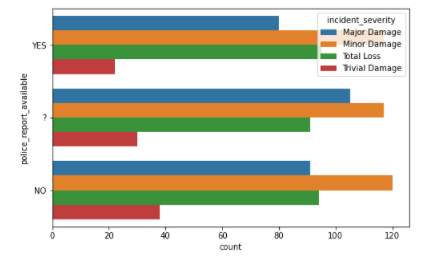 incident_severity
Major Damage
Minor Damage
Total Loss
Trivial Damage
police_report_available
YES
?
NO
0 20 40 60 80 100 120
count